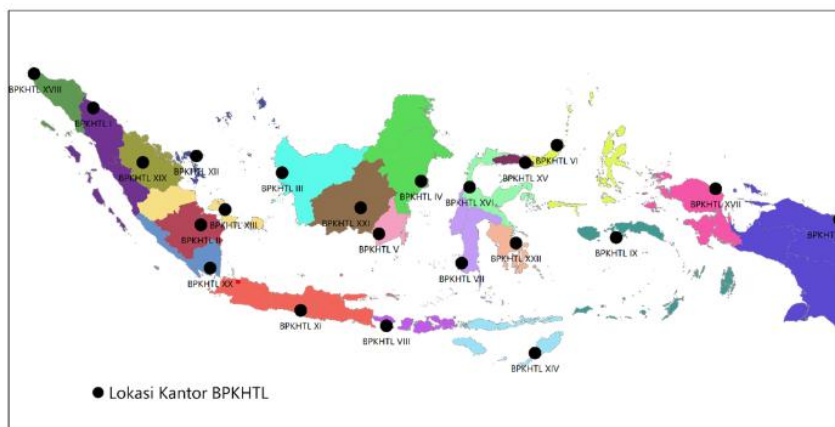 BPKHTL XVIII
BPKHTL I
BPKHTL XIX
BPKHTL XII
BPKHTL XIII
BPKHTL II
BPKHTL XX
BPKHTL XI
BPKHTL III
BPKHTL XXI
BPKHTL IV
BPKHTL V
BPKHTL VI
BPKHTL XV
BPKHTL XVI
BPKHTL VII
BPKHTL XXII
BPKHTL VIII
BPKHTL XIV
BPKHTL IX
BPKHTL XVII
BPKHT
Lokasi Kantor BPKHTL